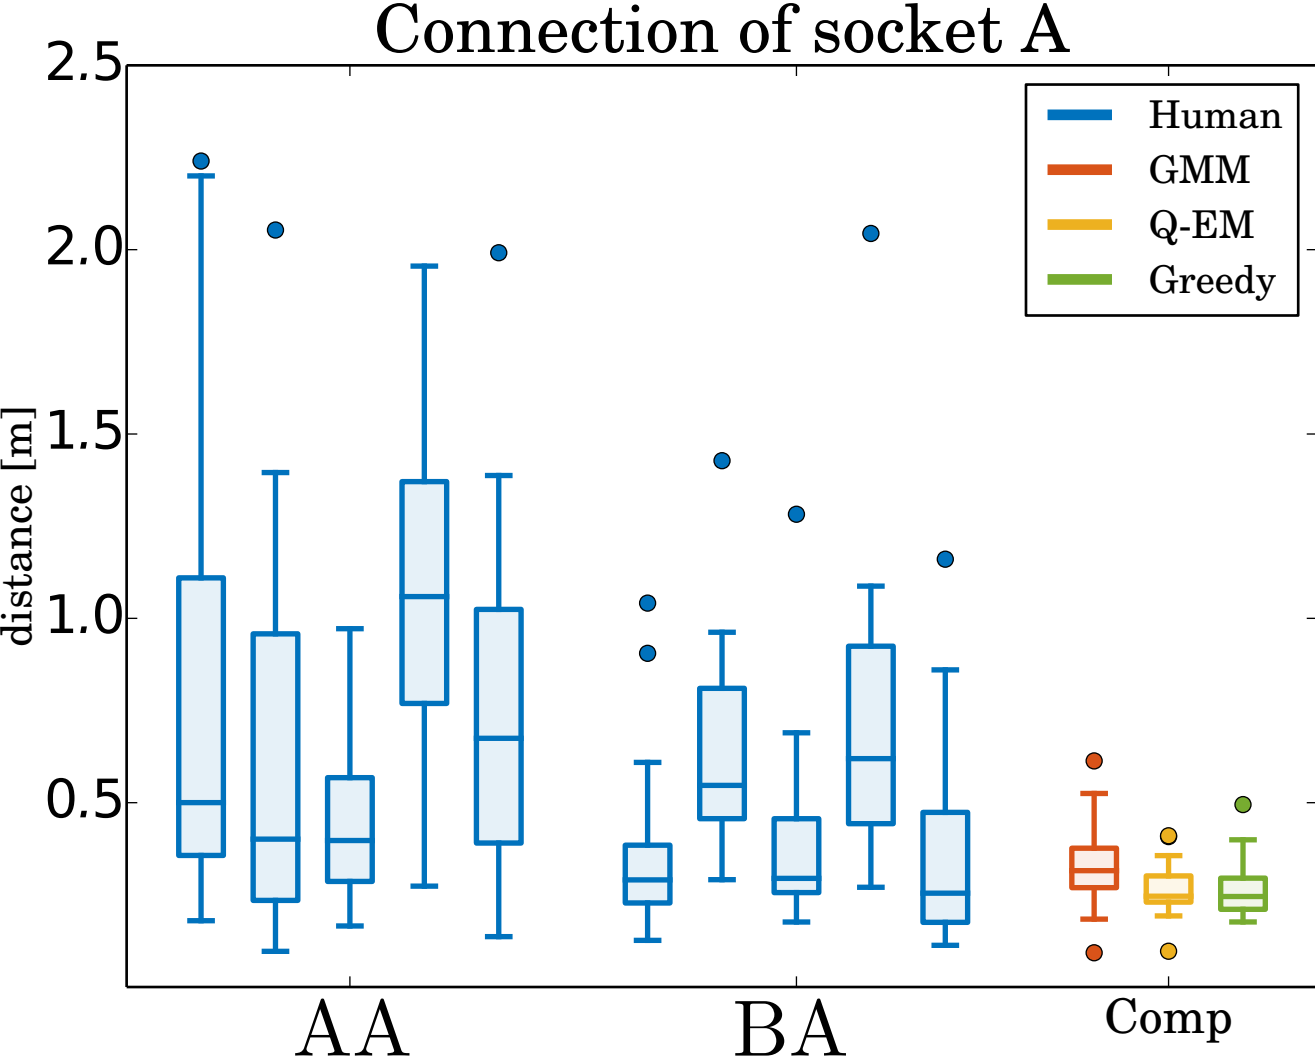 Connection of socket A
2.5
2.0
1.5
1.0
0.5
distance [m]
Human
GMM
Q-EM
Greedy
AA
BA
Comp